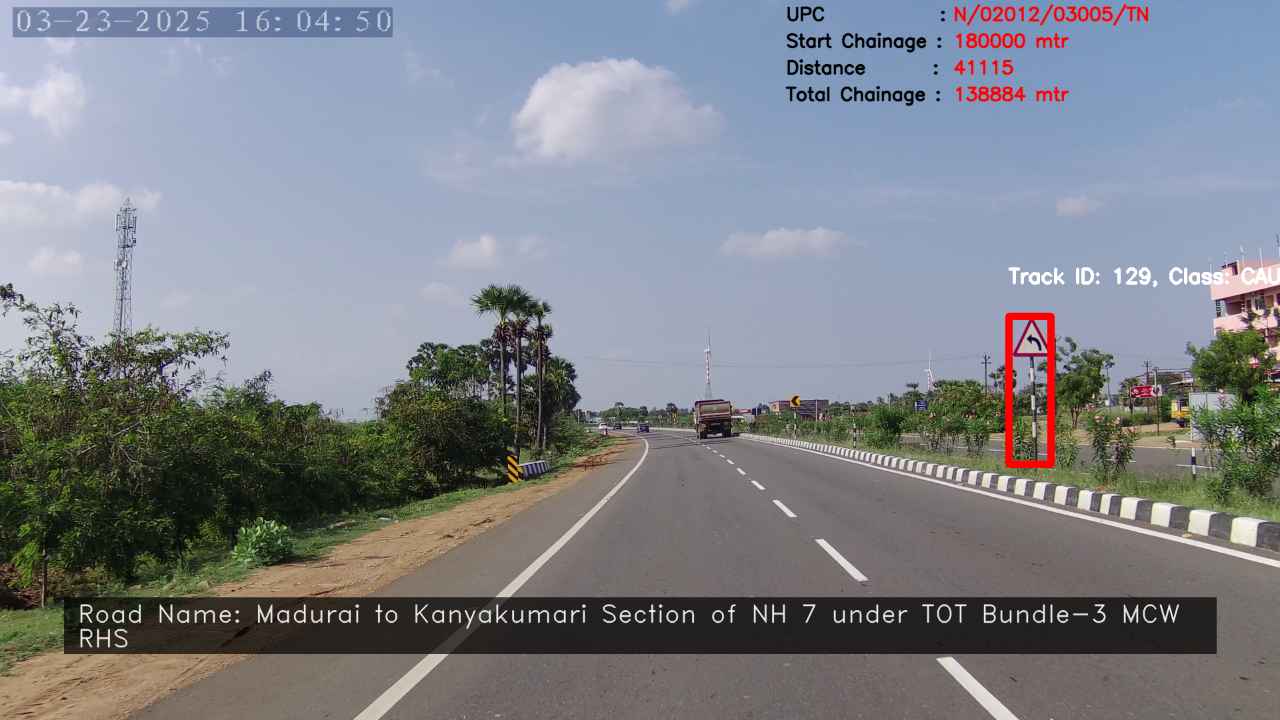 03-23-2025 16:04:50
UPC : N/02012/03005/TN
Start Chainage : 180000 mtr
Distance : 41115
Total Chainage : 138884 mtr
Track ID: 129, Class: CAU
Road Name: Madurai to Kanyakumari Section of NH 7 under TOT Bundle-3 MCW
RHS